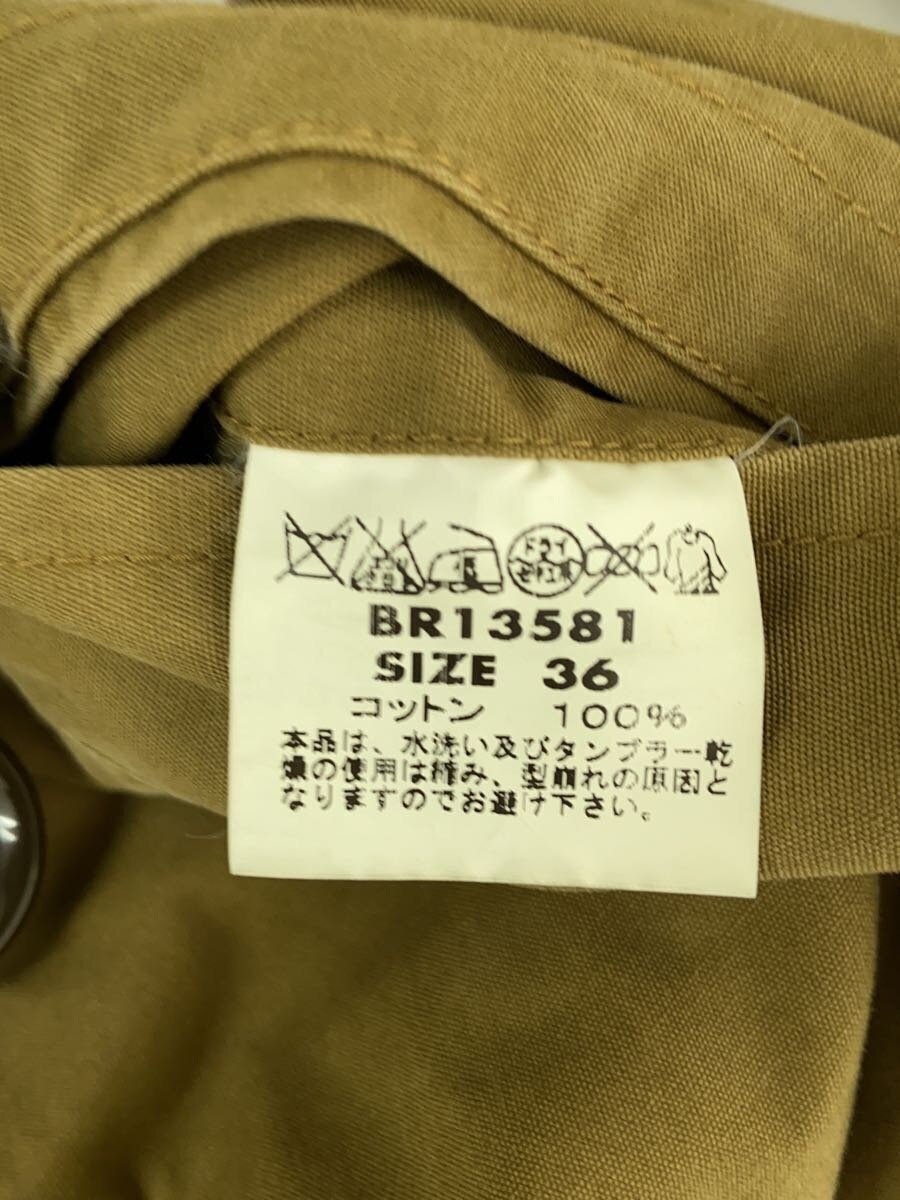 ドライ
セキユ系
BR13581
SIZE 36
コットン 100%
本品は、水洗い及びタンブラー乾
燥の使用は縮み、型崩れの原因と
なりますのでお避け下さい。